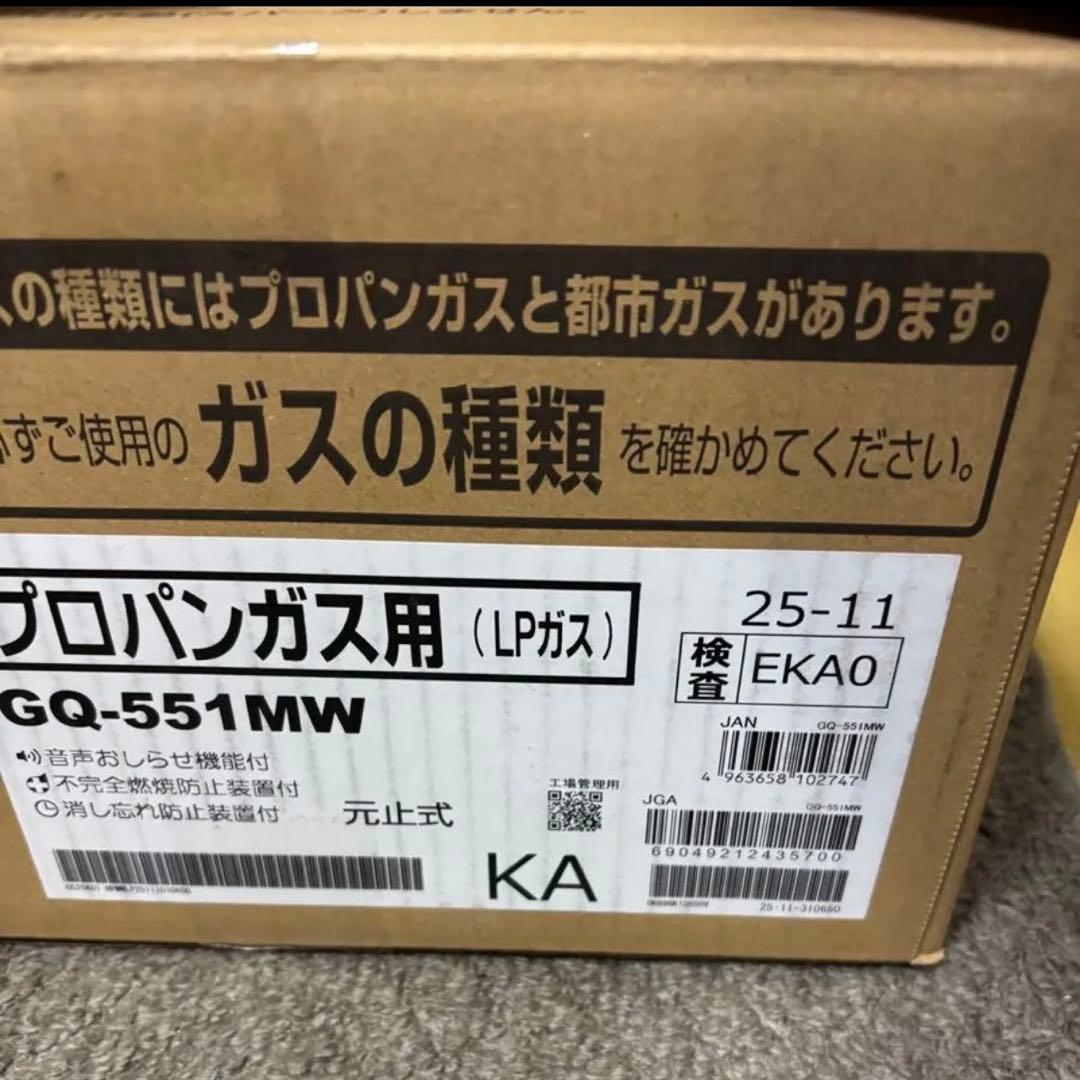 の種類にはプロパンガスと都市ガスがあります。
ずご使用のガスの種類を確かめてください。
プロパンガス用（LPガス）
25-11
検査 EKA0
GQ-551MW
音声おしらせ機能付
不完全燃焼防止装置付
消し忘れ防止装置付
元止式
工場管理用
JAN GQ-551MW
4 963658 102747
JGA GQ-551MW
69049212435700
KA
25-11-310650